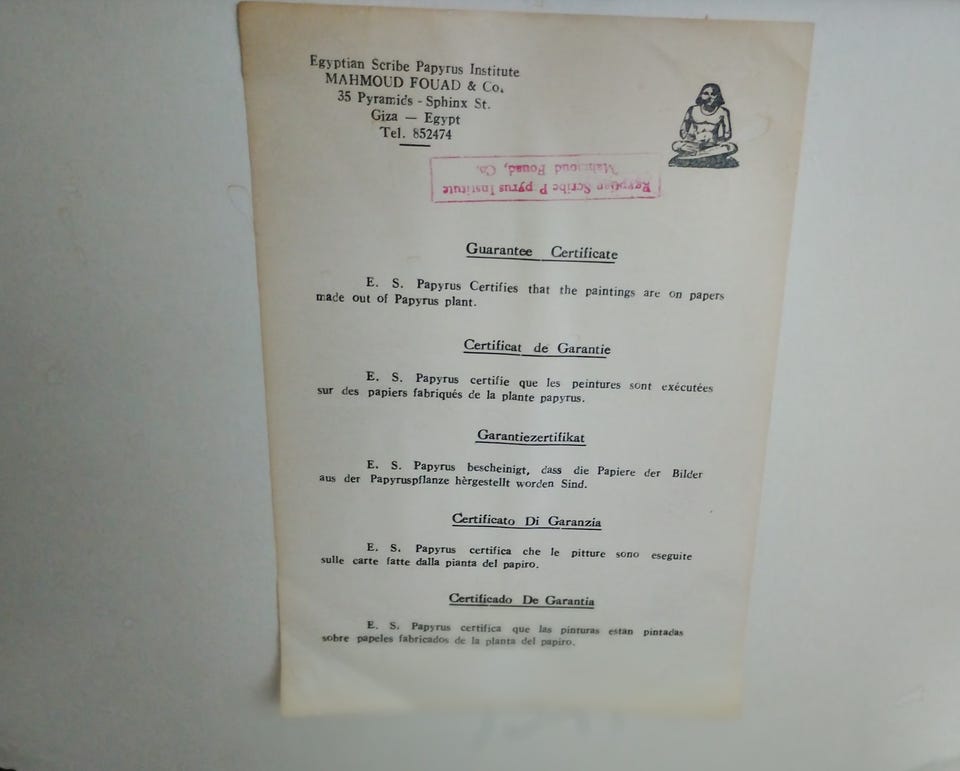 Egyptian Scribe Papyrus Institute
MAHMOUD FOUAD & Co.
35 Pyramids - Sphinx St.
Giza — Egypt
Tel. 852474
Egyptian Scribe P apyrus Institute
Mahmoud Fouad, Co.
Guarantee Certificate
E. S. Papyrus Certifies that the paintings are on papers
made out of Papyrus plant.
Certificat de Garantie
E. S. Papyrus certifie que les peintures sont exécutées
sur des papiers fabriqués de la plante papyrus.
Garantiezertifikat
E. S. Papyrus bescheinigt, dass die Papiere der Bilder
aus der Papyruspflanze hèrgestellt worden Sind.
Certificato Di Garanzia
E. S. Papyrus certifica che le pitture sono eseguite
sulle carte fatte dalla pianta del papiro.
Certificado De Garantia
E. S. Papyrus certifica que las pinturas estan pintadas
sobre papeles fabricados de la planta del papiro.